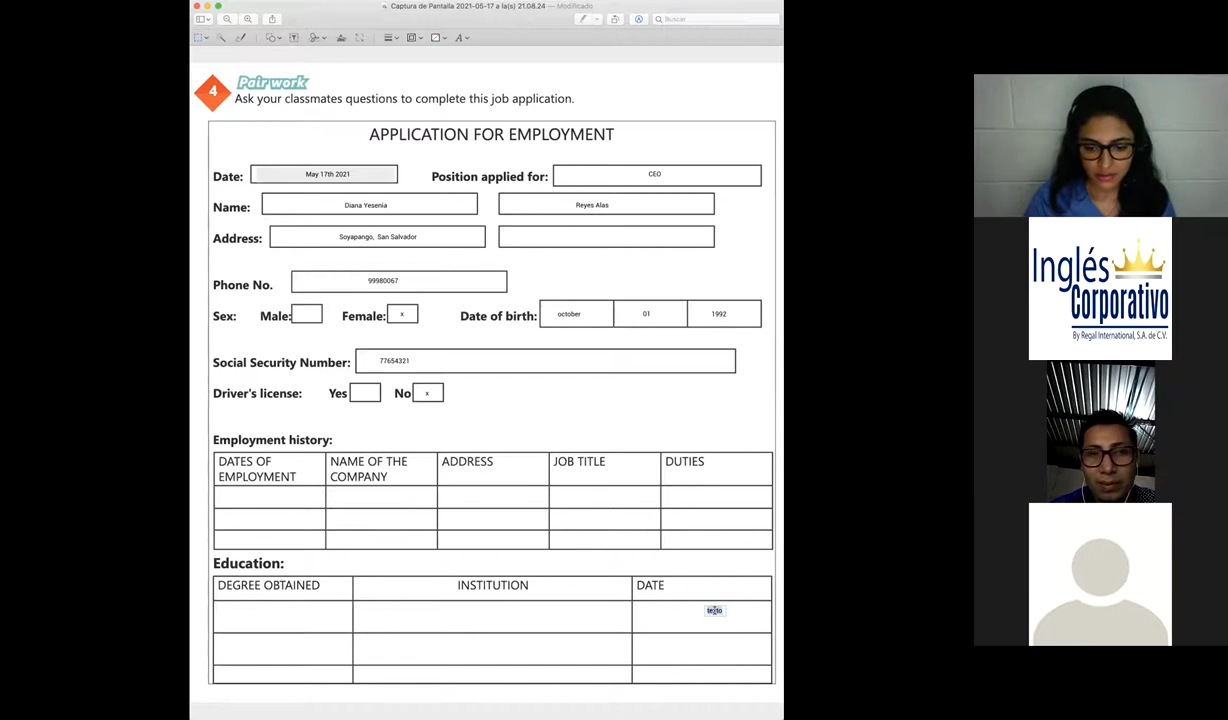 Captura de Pantalla 2021-05-17 a la(s) 21.08.24 — Modificado
Buscar
4
Pair work
Ask your classmates questions to complete this job application.
APPLICATION FOR EMPLOYMENT
Date: May 17th 2021 Position applied for: CEO
Name: Diana Yesenia Reyes Alas
Address: Soyapango, San Salvador
Phone No. 99980067
Sex: Male: Female: x Date of birth: october 01 1992
Social Security Number: 77654321
Driver's license: Yes No x
Employment history:
DATES OF EMPLOYMENT NAME OF THE COMPANY ADDRESS JOB TITLE DUTIES
Education:
DEGREE OBTAINED INSTITUTION DATE
texto
Inglés
Corporativo
By Regal International, S.A. de C.V.